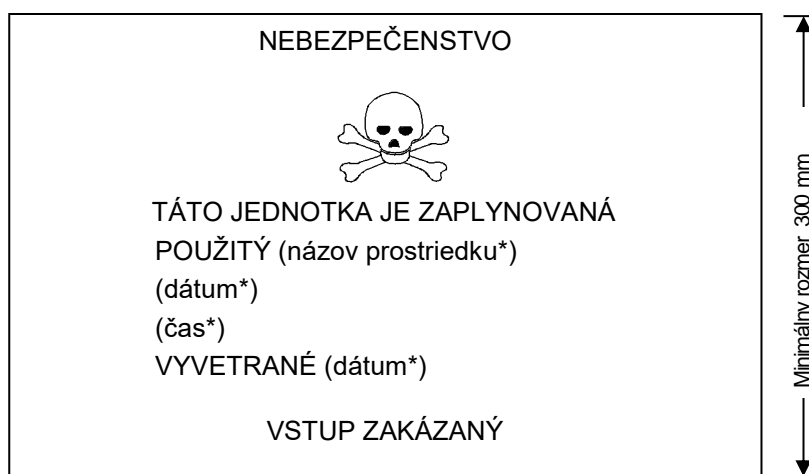 NEBEZPEČENSTVO
TÁTO JEDNOTKA JE ZAPLYNOVANÁ
POUŽITÝ (názov prostriedku*)
(dátum*)
(čas*)
VYVETRANÉ (dátum*)
VSTUP ZAKÁZANÝ
Minimálny rozmer 300 mm